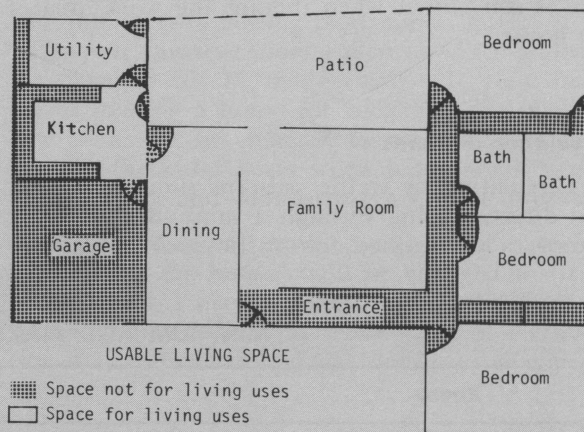 Utility
Patio
Bedroom
Kitchen
Bath
Bath
Garage
Dining
Family Room
Bedroom
Entrance
USABLE LIVING SPACE
Space not for living uses
Space for living uses
Bedroom